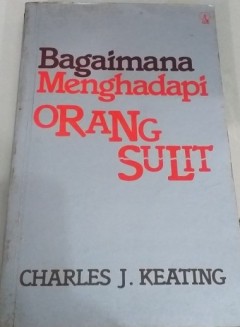 Bagaimana
Menghadapi
ORANG
SULIT
CHARLES J. KEATING